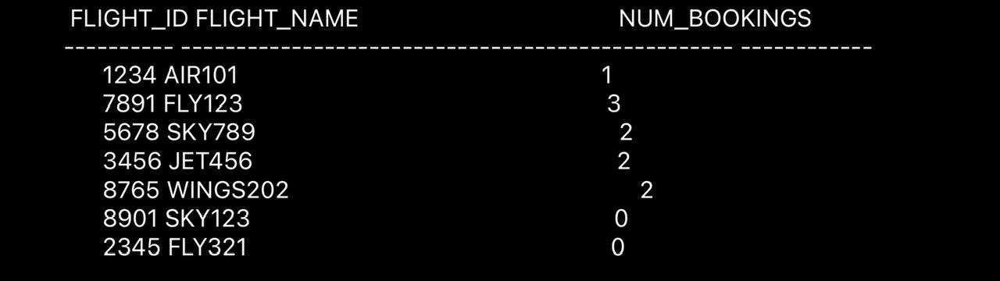 FLIGHT_ID FLIGHT_NAME NUM_BOOKINGS
---------- -------------------------------------------------- ------------
1234 AIR101 1
7891 FLY123 3
5678 SKY789 2
3456 JET456 2
8765 WINGS202 2
8901 SKY123 0
2345 FLY321 0